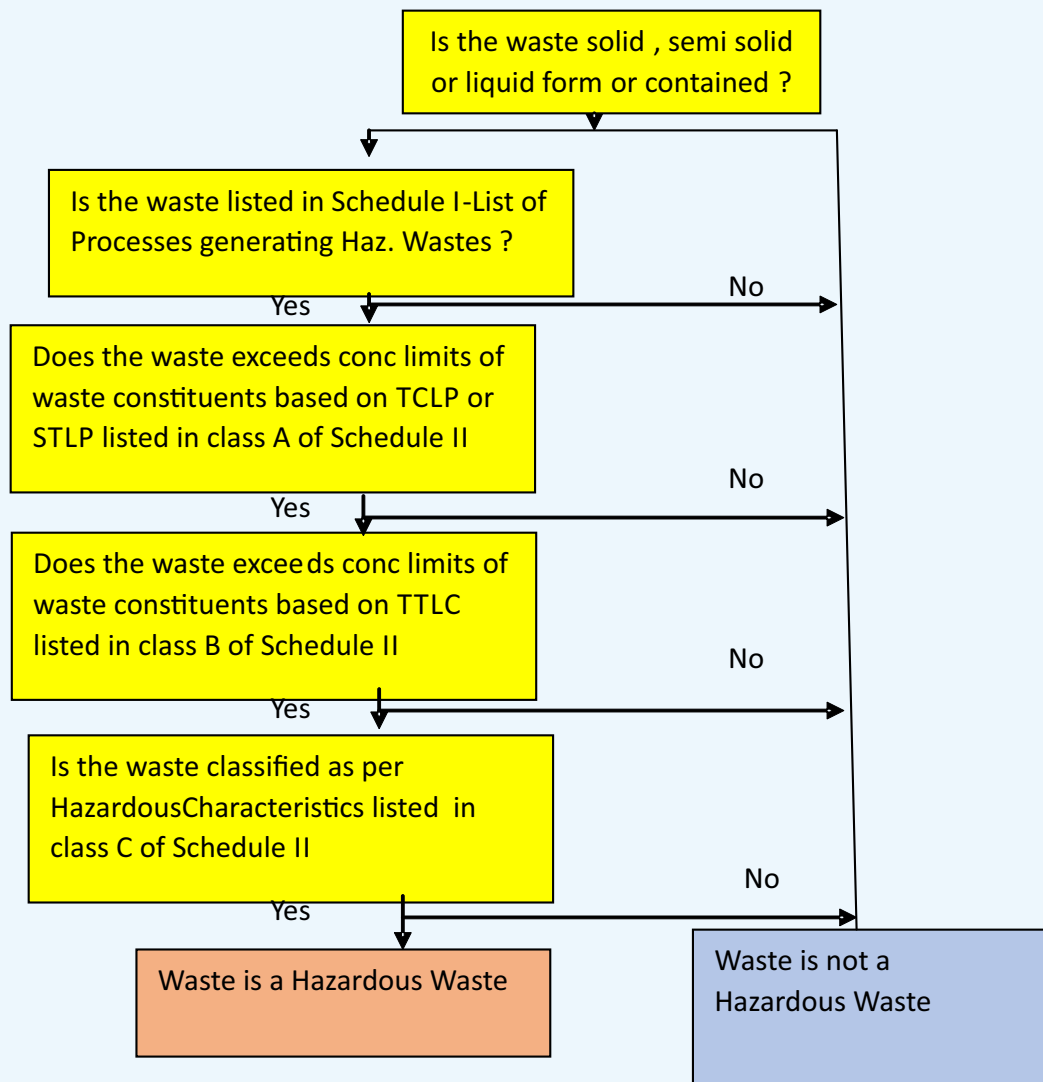 Is the waste solid , semi solid
or liquid form or contained ?
Is the waste listed in Schedule I-List of
Processes generating Haz. Wastes ?
Yes
No
Does the waste exceeds conc limits of
waste constituents based on TCLP or
STLP listed in class A of Schedule II
Yes
No
Does the waste exceeds conc limits of
waste constituents based on TTLC
listed in class B of Schedule II
Yes
No
Is the waste classified as per
HazardousCharacteristics listed in
class C of Schedule II
Yes
No
Waste is a Hazardous Waste
Waste is not a
Hazardous Waste